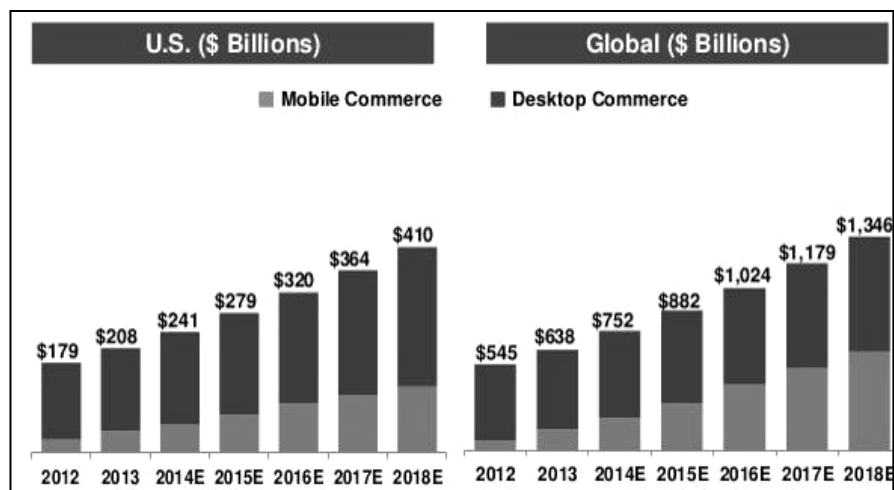 U.S. ($ Billions)
Global ($ Billions)
Mobile Commerce
Desktop Commerce
$179
$208
$241
$279
$320
$364
$410
2012 2013 2014E 2015E 2016E 2017E 2018E
$545
$638
$752
$882
$1,024
$1,179
$1,346
2012 2013 2014E 2015E 2016E 2017E 2018E